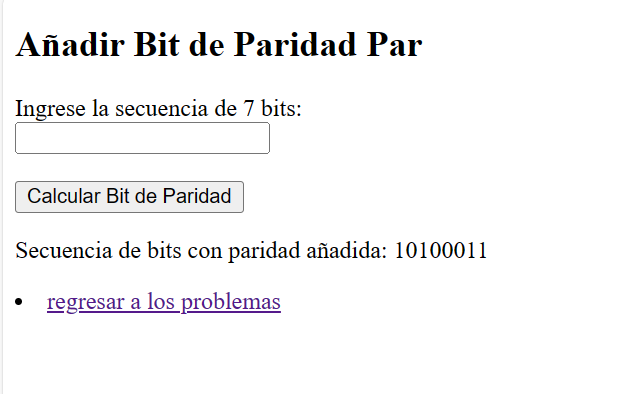 Añadir Bit de Paridad Par
Ingrese la secuencia de 7 bits:
Calcular Bit de Paridad
Secuencia de bits con paridad añadida: 10100011
regresar a los problemas